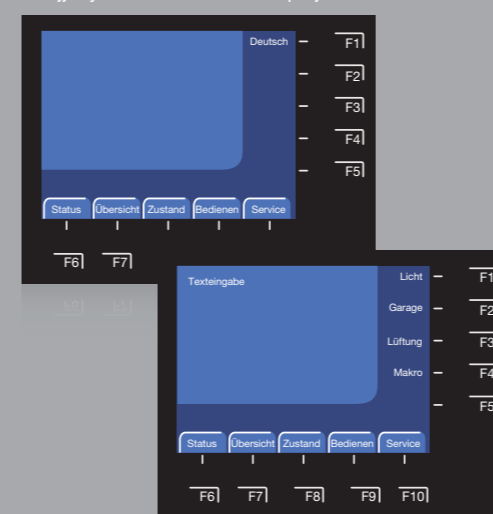 Deutsch
F1
F2
F3
F4
F5
Status Übersicht Zustand Bedienen Service
F6 F7
Texteingabe
Licht F1
Garage F2
Lüftung F3
Makro F4
F5
Status Übersicht Zustand Bedienen Service
F6 F7 F8 F9 F10